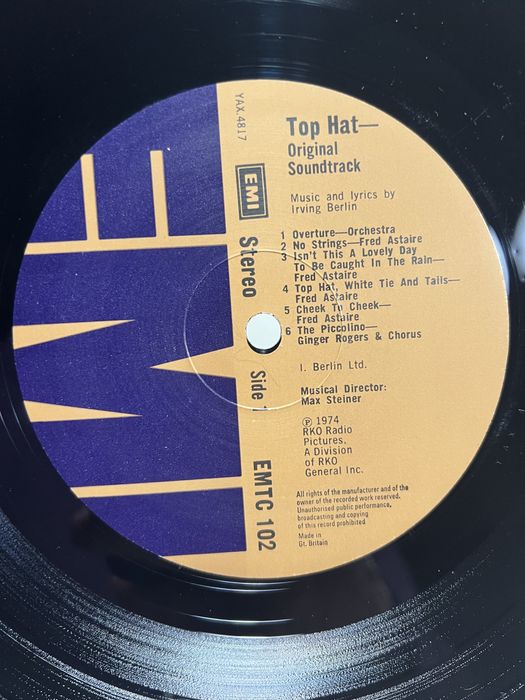 YAX.4817
EMI
Stereo
Side 1
EMTC 102
EMI
Top Hat—
Original
Soundtrack
Music and lyrics by
Irving Berlin
1 Overture—Orchestra
2 No Strings—Fred Astaire
3 Isn't This A Lovely Day
To Be Caught In The Rain—
Fred Astaire
4 Top Hat, White Tie And Tails—
Fred Astaire
5 Cheek To Cheek—
Fred Astaire
6 The Piccolino—
Ginger Rogers & Chorus
I. Berlin Ltd.
Musical Director:
Max Steiner
Ⓟ 1974
RKO Radio
Pictures,
A Division
of RKO
General Inc.
All rights of the manufacturer and of the
owner of the recorded work reserved.
Unauthorised public performance,
broadcasting and copying
of this record prohibited
Made in
Gt. Britain